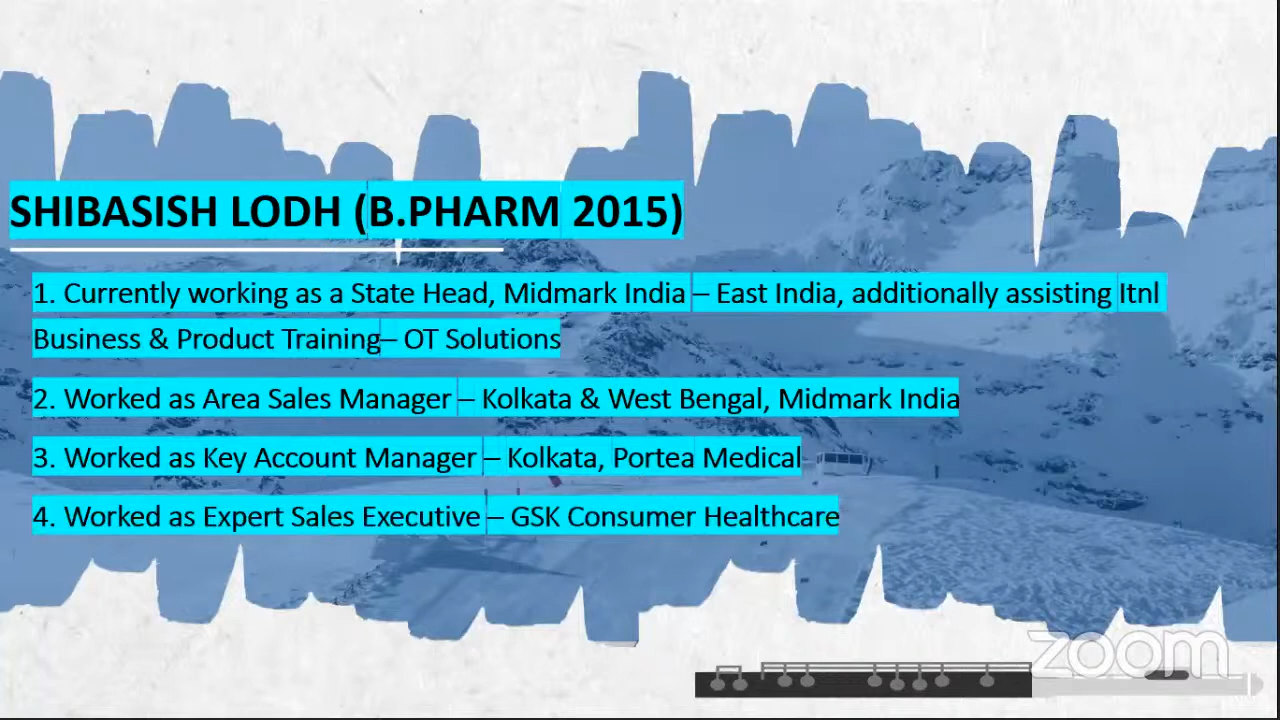 SHIBASISH LODH (B.PHARM 2015)
1. Currently working as a State Head, Midmark India – East India, additionally assisting Itnl
Business & Product Training– OT Solutions
2. Worked as Area Sales Manager – Kolkata & West Bengal, Midmark India
3. Worked as Key Account Manager – Kolkata, Portea Medical
4. Worked as Expert Sales Executive – GSK Consumer Healthcare
zoom